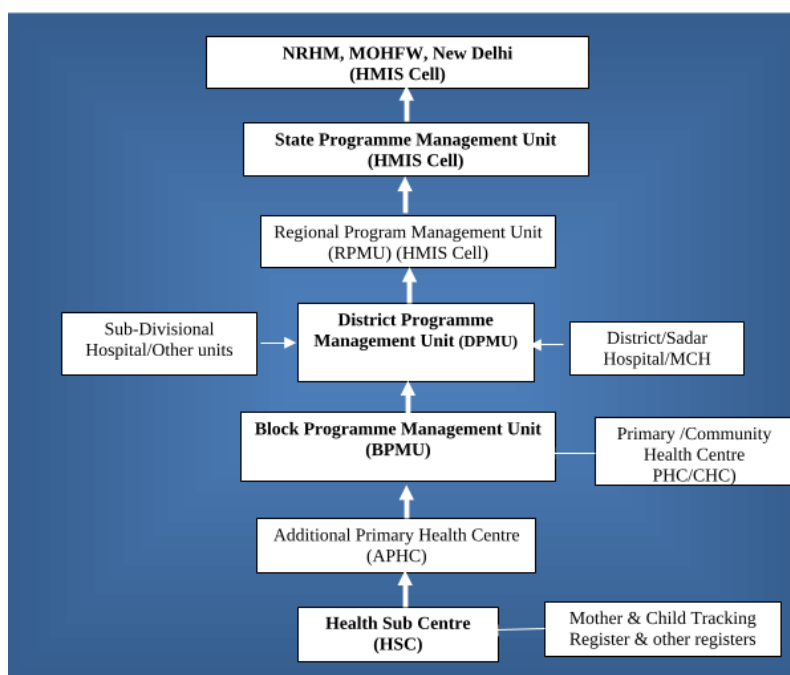 NRHM, MOHFW, New Delhi
(HMIS Cell)
State Programme Management Unit
(HMIS Cell)
Regional Program Management Unit
(RPMU) (HMIS Cell)
Sub-Divisional
Hospital/Other units
District Programme
Management Unit (DPMU)
District/Sadar
Hospital/MCH
Block Programme Management Unit
(BPMU)
Primary /Community
Health Centre
PHC/CHC)
Additional Primary Health Centre
(APHC)
Health Sub Centre
(HSC)
Mother & Child Tracking
Register & other registers